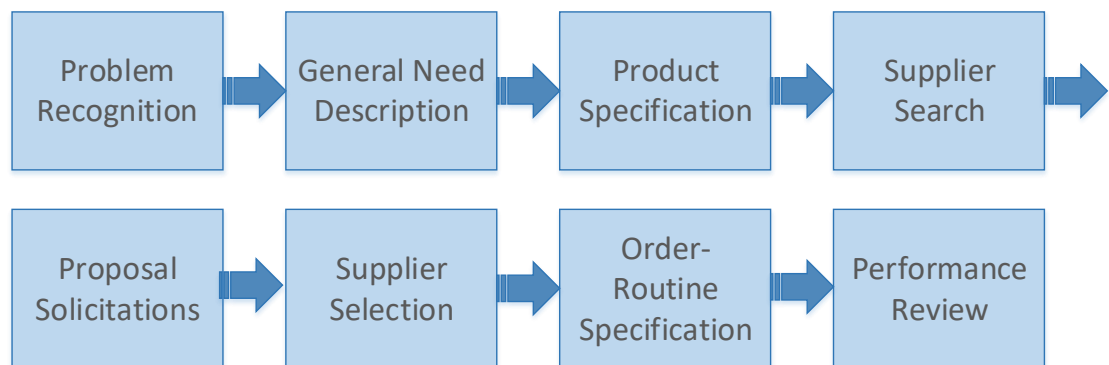 Problem
Recognition
General Need
Description
Product
Specification
Supplier
Search
Proposal
Solicitations
Supplier
Selection
Order-
Routine
Specification
Performance
Review